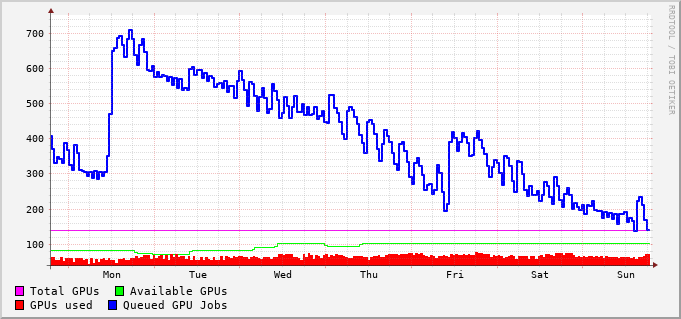 700
600
500
400
300
200
100
Mon Tue Wed Thu Fri Sat Sun
Total GPUs Available GPUs
GPUs used Queued GPU Jobs
RRDTOOL / TOBI OETIKER